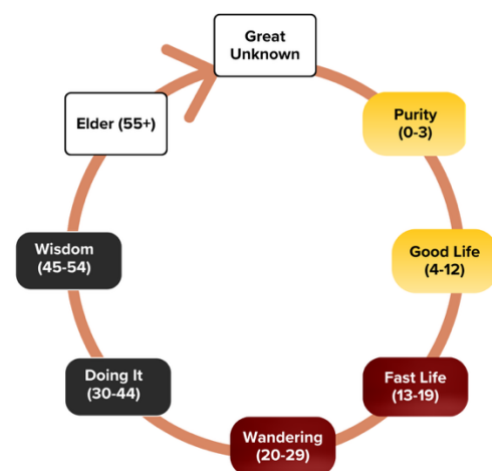 Great
Unknown
Purity
(0-3)
Good Life
(4-12)
Fast Life
(13-19)
Wandering
(20-29)
Doing It
(30-44)
Wisdom
(45-54)
Elder (55+)